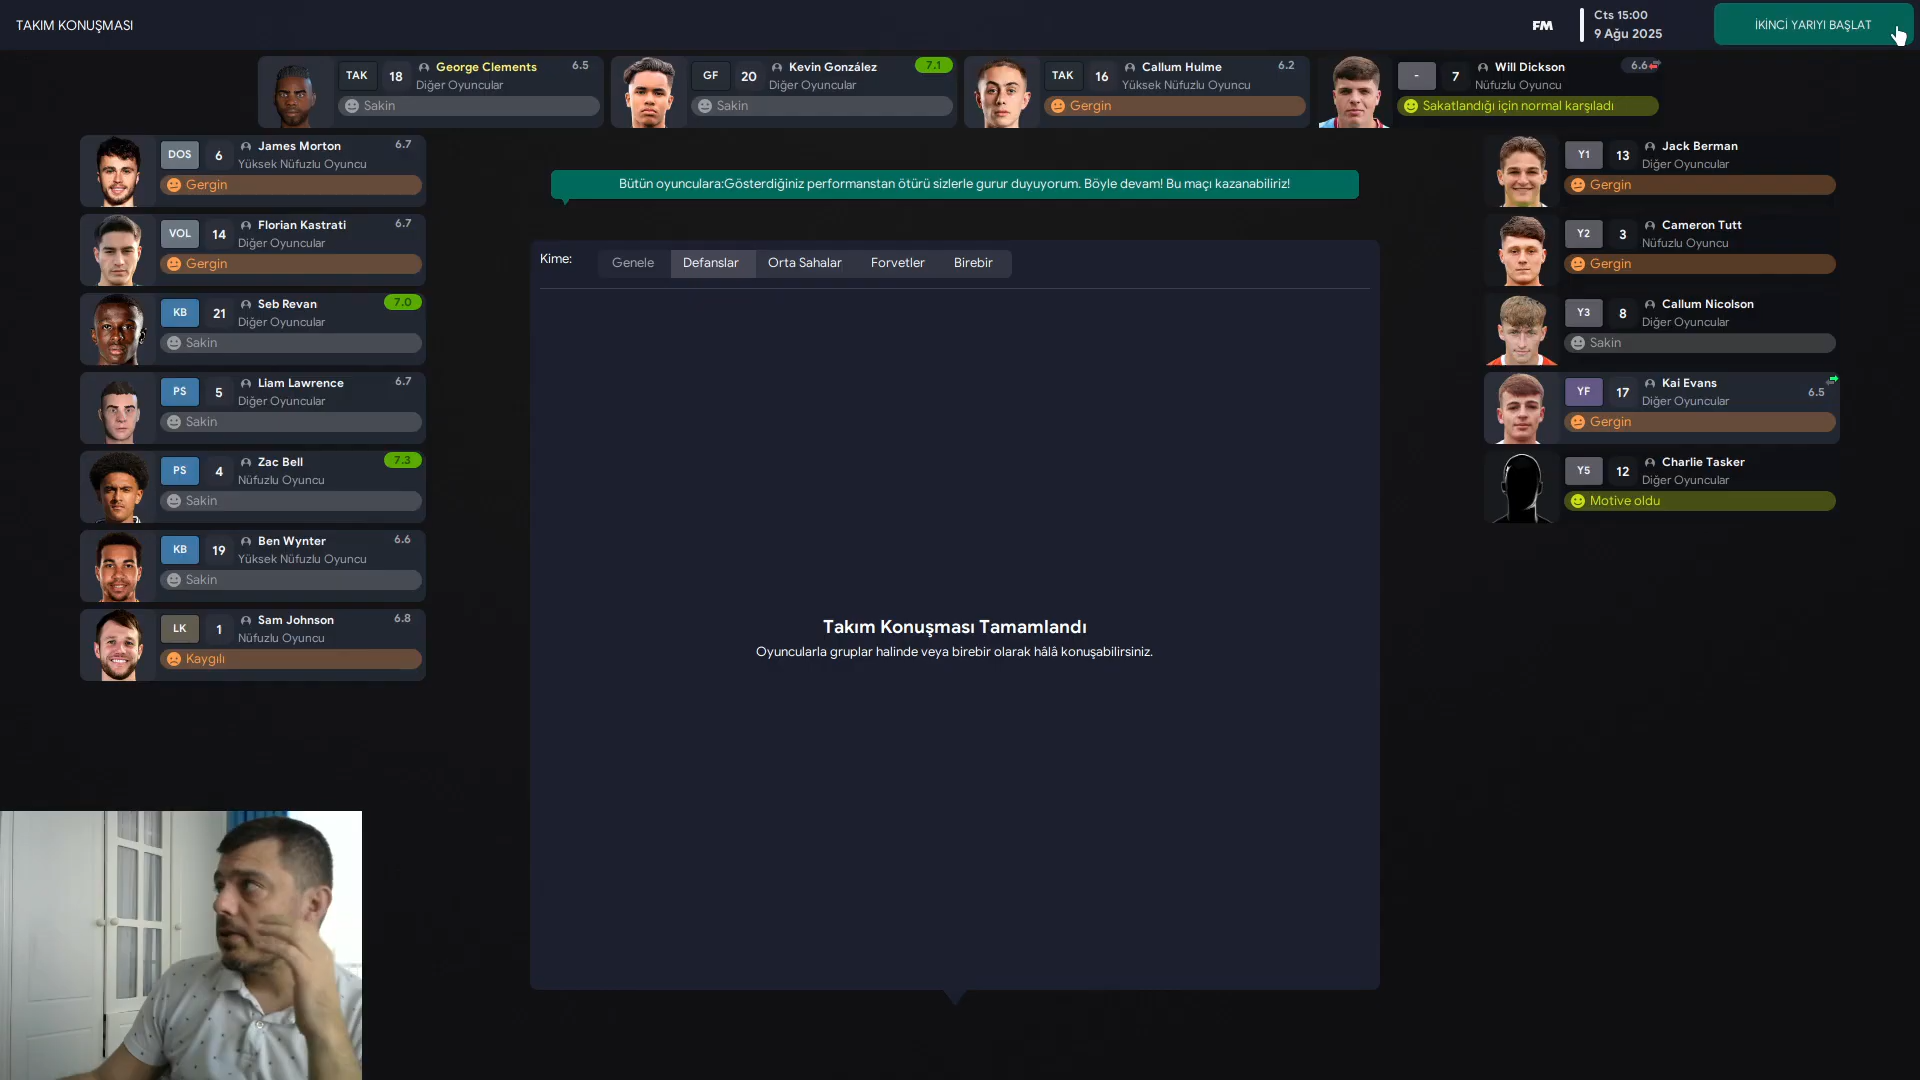 TAKIM KONUŞMASI
FM
Cts 15:00
9 Ağu 2025
İKİNCİ YARIYI BAŞLAT
TAK 18 George Clements 6.5
Diğer Oyuncular
Sakin
GF 20 Kevin González 7.1
Diğer Oyuncular
Sakin
TAK 16 Callum Hulme 6.2
Yüksek Nüfuzlu Oyuncu
Gergin
- 7 Will Dickson 6.6
Nüfuzlu Oyuncu
Sakatlandığı için normal karşıladı
DOS 6 James Morton 6.7
Yüksek Nüfuzlu Oyuncu
Gergin
VOL 14 Florian Kastrati 6.7
Diğer Oyuncular
Gergin
KB 21 Seb Revan 7.0
Diğer Oyuncular
Sakin
PS 5 Liam Lawrence 6.7
Diğer Oyuncular
Sakin
PS 4 Zac Bell 7.3
Nüfuzlu Oyuncu
Sakin
KB 19 Ben Wynter 6.6
Yüksek Nüfuzlu Oyuncu
Sakin
LK 1 Sam Johnson 6.8
Nüfuzlu Oyuncu
Kaygılı
Bütün oyunculara:Gösterdiğiniz performanstan ötürü sizlerle gurur duyuyorum. Böyle devam! Bu maçı kazanabiliriz!
Kime: Genele Defanslar Orta Sahalar Forvetler Birebir
Takım Konuşması Tamamlandı
Oyuncularla gruplar halinde veya birebir olarak hâlâ konuşabilirsiniz.
Y1 13 Jack Berman
Diğer Oyuncular
Gergin
Y2 3 Cameron Tutt
Nüfuzlu Oyuncu
Gergin
Y3 8 Callum Nicolson
Diğer Oyuncular
Sakin
YF 17 Kai Evans 6.5
Diğer Oyuncular
Gergin
Y5 12 Charlie Tasker
Diğer Oyuncular
Motive oldu